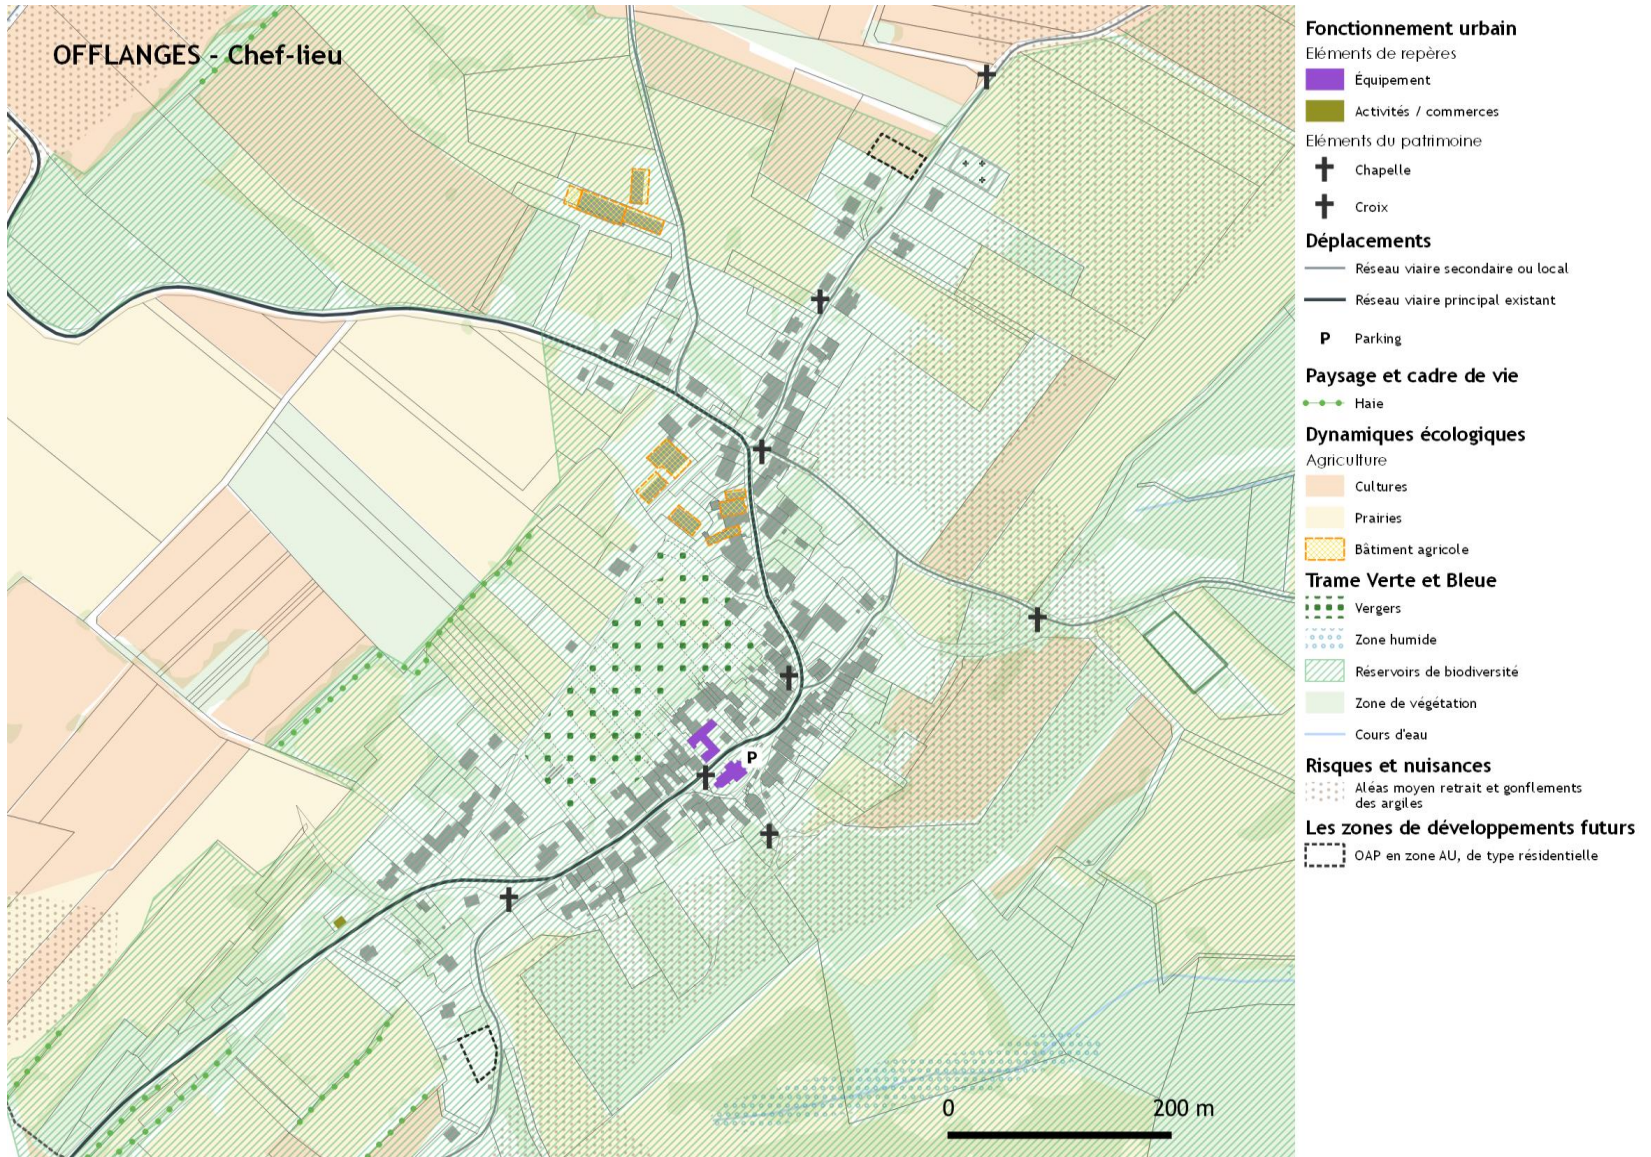 OFFLANGES - Chef-lieu
P
0 200 m
Fonctionnement urbain
Eléments de repères
Équipement
Activités / commerces
Eléments du patrimoine
Chapelle
Croix
Déplacements
Réseau viaire secondaire ou local
Réseau viaire principal existant
P Parking
Paysage et cadre de vie
Haie
Dynamiques écologiques
Agriculture
Cultures
Prairies
Bâtiment agricole
Trame Verte et Bleue
Vergers
Zone humide
Réservoirs de biodiversité
Zone de végétation
Cours d'eau
Risques et nuisances
Aléas moyen retrait et gonflements
des argiles
Les zones de développements futurs
OAP en zone AU, de type résidentielle